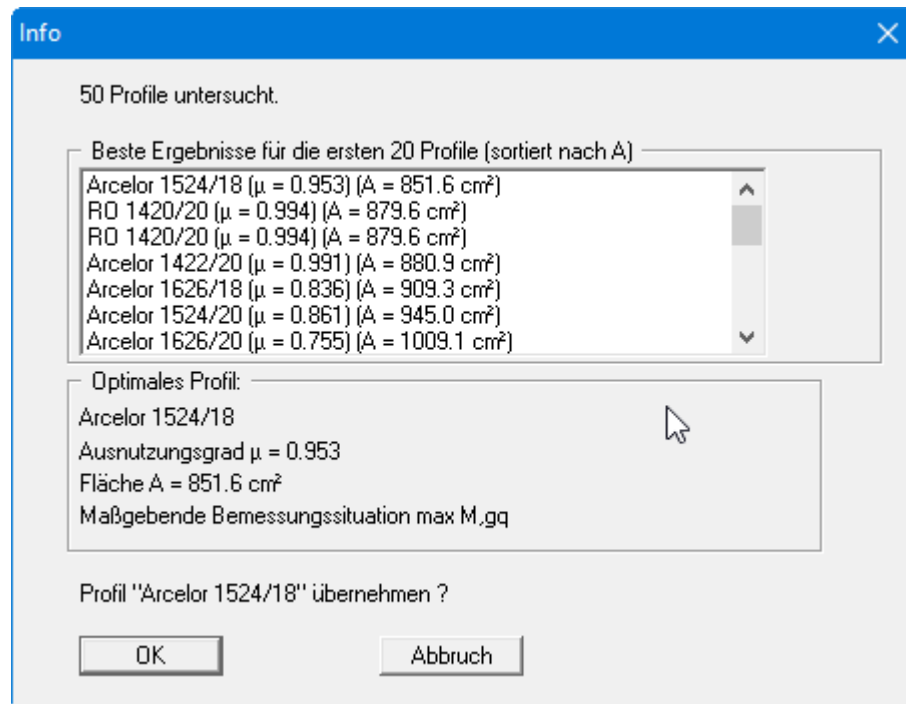 Info
50 Profile untersucht.
Beste Ergebnisse für die ersten 20 Profile (sortiert nach A)
Arcelor 1524/18 (µ = 0.953) (A = 851.6 cm²)
RO 1420/20 (µ = 0.994) (A = 879.6 cm²)
RO 1420/20 (µ = 0.994) (A = 879.6 cm²)
Arcelor 1422/20 (µ = 0.991) (A = 880.9 cm²)
Arcelor 1626/18 (µ = 0.836) (A = 909.3 cm²)
Arcelor 1524/20 (µ = 0.861) (A = 945.0 cm²)
Arcelor 1626/20 (µ = 0.755) (A = 1009.1 cm²)
Optimales Profil:
Arcelor 1524/18
Ausnutzungsgrad µ = 0.953
Fläche A = 851.6 cm²
Maßgebende Bemessungssituation max M,gq
Profil "Arcelor 1524/18" übernehmen ?
OK
Abbruch